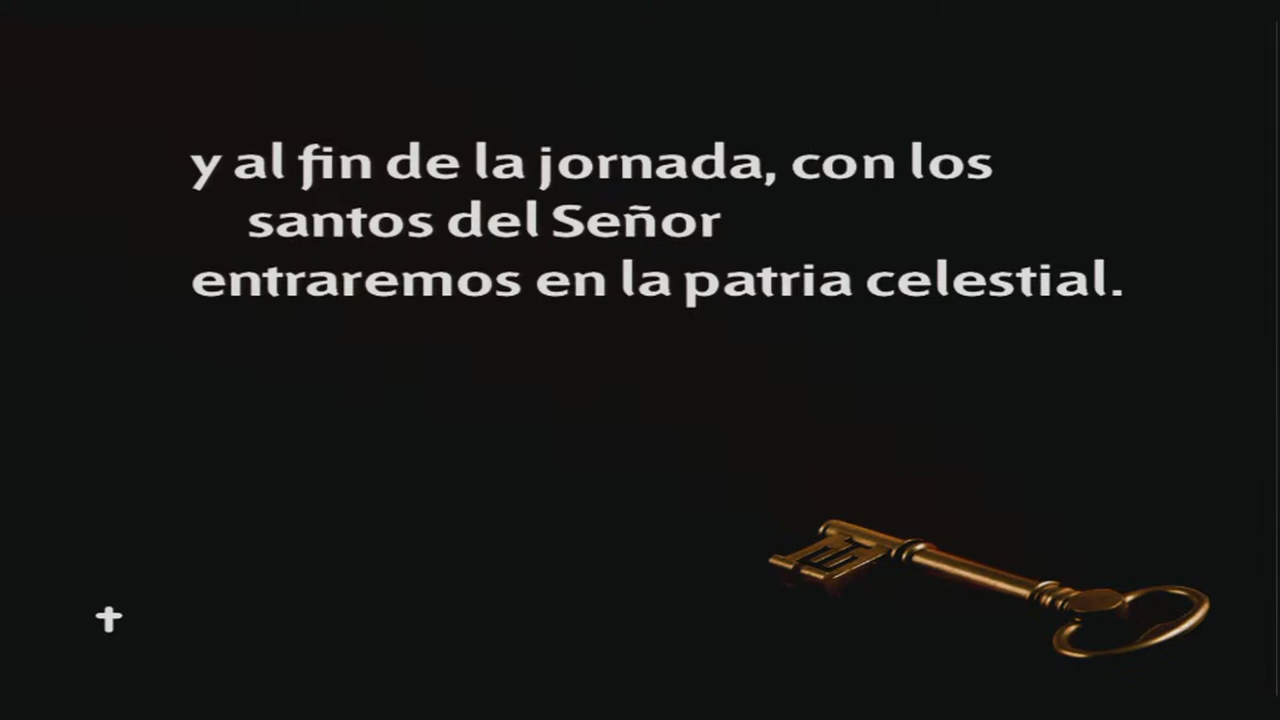 y al fin de la jornada, con los
santos del Señor
entraremos en la patria celestial.